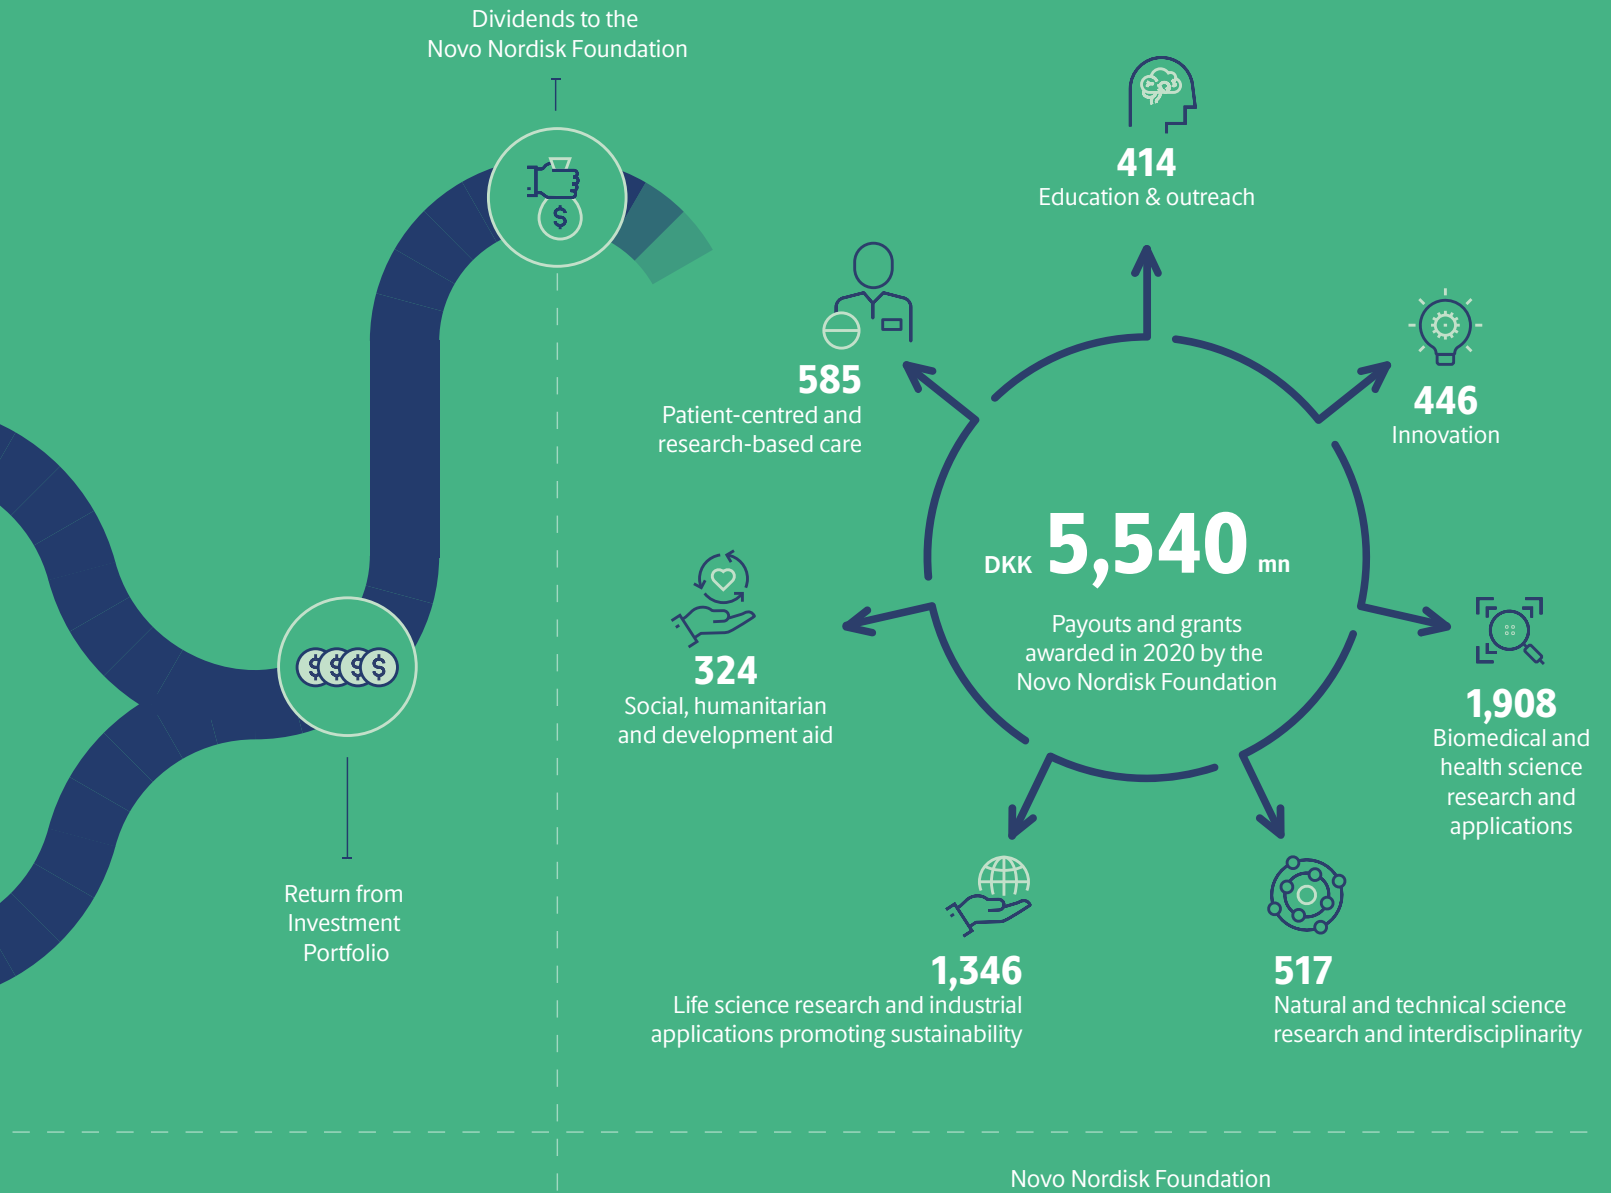 Dividends to the
Novo Nordisk Foundation
$
414
Education & outreach
585
Patient-centred and
research-based care
446
Innovation
DKK 5,540 mn
Payouts and grants
awarded in 2020 by the
Novo Nordisk Foundation
324
Social, humanitarian
and development aid
$ $ $ $
1,908
Biomedical and
health science
research and
applications
Return from
Investment
Portfolio
1,346
Life science research and industrial
applications promoting sustainability
517
Natural and technical science
research and interdisciplinarity
Novo Nordisk Foundation